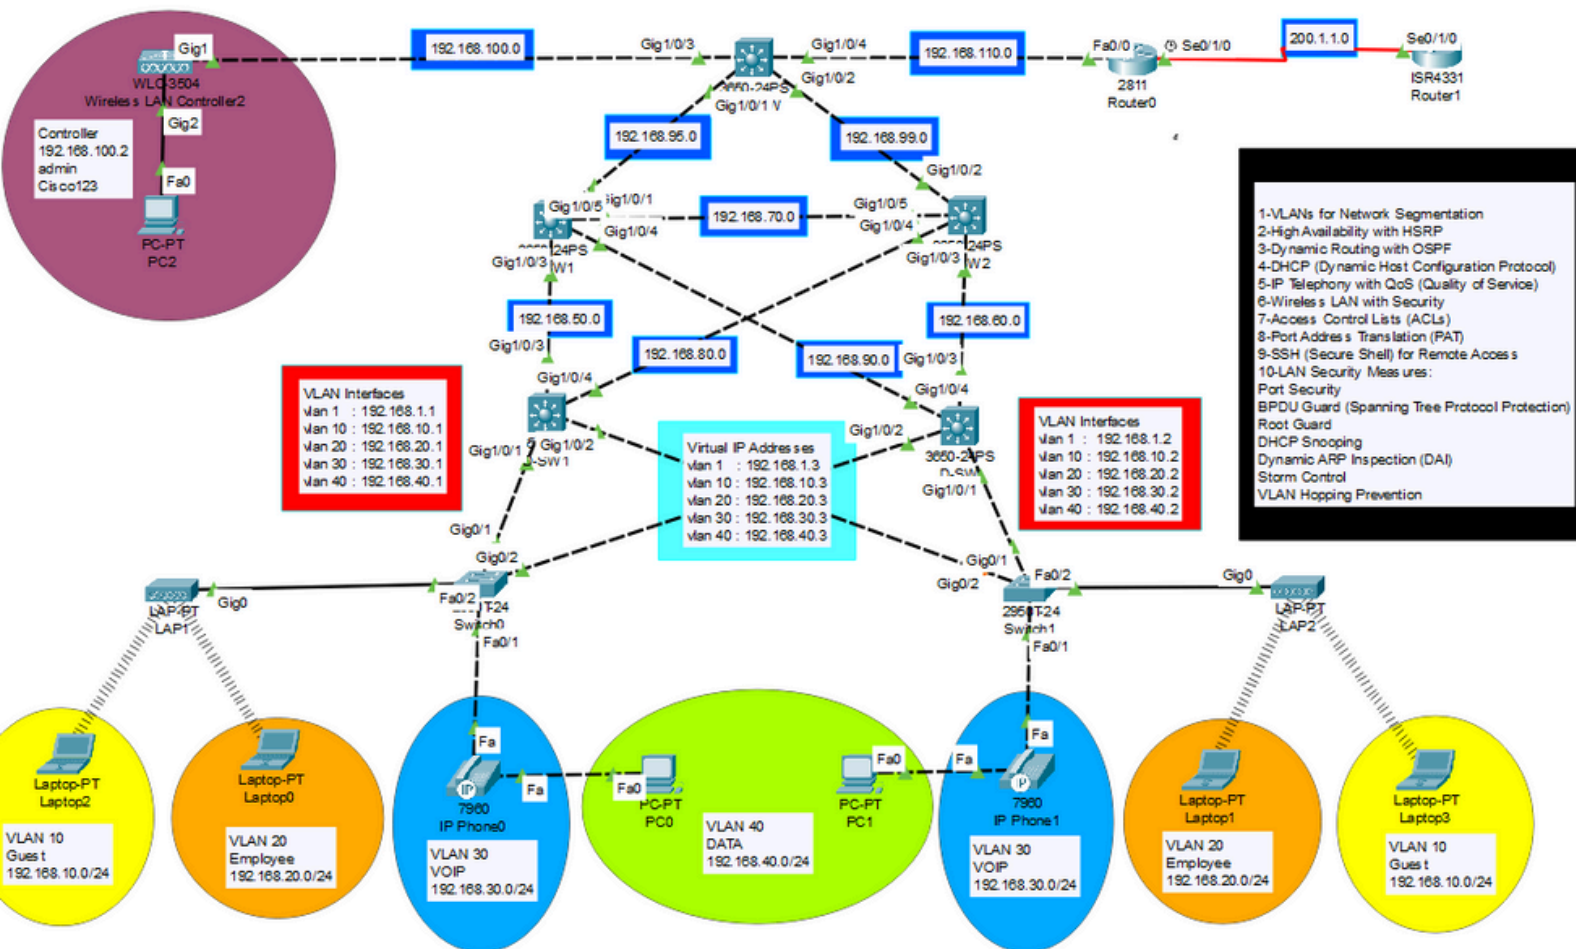 Gig1
WLC-3504
Wireless LAN Controller2
Gig2
Controller
192.168.100.2
admin
Cisco123
Fa0
PC-PT
PC2
192.168.100.0
Gig1/0/3
Gig1/0/4
Gig1/0/2
3650-24PS
Gig1/0/1
192.168.110.0
Fa0/0
Se0/1/0
2811
Router0
200.1.1.0
Se0/1/0
ISR4331
Router1
192.168.95.0
192.168.99.0
Gig1/0/2
Gig1/0/5
ig1/0/1
Gig1/0/4
24PS
W1
Gig1/0/3
192.168.70.0
Gig1/0/5
Gig1/0/4
24PS
Gig1/0/3
W2
192.168.50.0
Gig1/0/3
192.168.80.0
192.168.90.0
192.168.60.0
Gig1/0/3
1-VLANs for Network Segmentation
2-High Availability with HSRP
3-Dynamic Routing with OSPF
4-DHCP (Dynamic Host Configuration Protocol)
5-IP Telephony with QoS (Quality of Service)
6-Wireless LAN with Security
7-Access Control Lists (ACLs)
8-Port Address Translation (PAT)
9-SSH (Secure Shell) for Remote Access
10-LAN Security Measures:
Port Security
BPDU Guard (Spanning Tree Protocol Protection)
Root Guard
DHCP Snooping
Dynamic ARP Inspection (DAI)
Storm Control
VLAN Hopping Prevention
VLAN Interfaces
vlan 1 : 192.168.1.1
vlan 10 : 192.168.10.1
vlan 20 : 192.168.20.1
vlan 30 : 192.168.30.1
vlan 40 : 192.168.40.1
Gig1/0/4
Gig1/0/1
Gig1/0/2
-SW1
Virtual IP Addresses
vlan 1 : 192.168.1.3
vlan 10 : 192.168.10.3
vlan 20 : 192.168.20.3
vlan 30 : 192.168.30.3
vlan 40 : 192.168.40.3
Gig1/0/4
Gig1/0/2
3650-24PS
D-SW
Gig1/0/1
VLAN Interfaces
vlan 1 : 192.168.1.2
vlan 10 : 192.168.10.2
vlan 20 : 192.168.20.2
vlan 30 : 192.168.30.2
vlan 40 : 192.168.40.2
Gig0/1
Gig0/2
Fa0/2
T-24
Switch0
Fa0/1
Gig0
LAP-PT
LAP1
Gig0/1
Gig0/2
Fa0/2
2950T-24
Switch1
Fa0/1
Gig0
LAP-PT
LAP2
Laptop-PT
Laptop2
VLAN 10
Guest
192.168.10.0/24
Laptop-PT
Laptop0
VLAN 20
Employee
192.168.20.0/24
Fa
IP
7960
IP Phone0
Fa
VLAN 30
VOIP
192.168.30.0/24
Fa0
PC-PT
PC0
VLAN 40
DATA
192.168.40.0/24
Fa0
PC-PT
PC1
Fa
Fa
IP
7960
IP Phone1
VLAN 30
VOIP
192.168.30.0/24
Laptop-PT
Laptop1
VLAN 20
Employee
192.168.20.0/24
Laptop-PT
Laptop3
VLAN 10
Guest
192.168.10.0/24